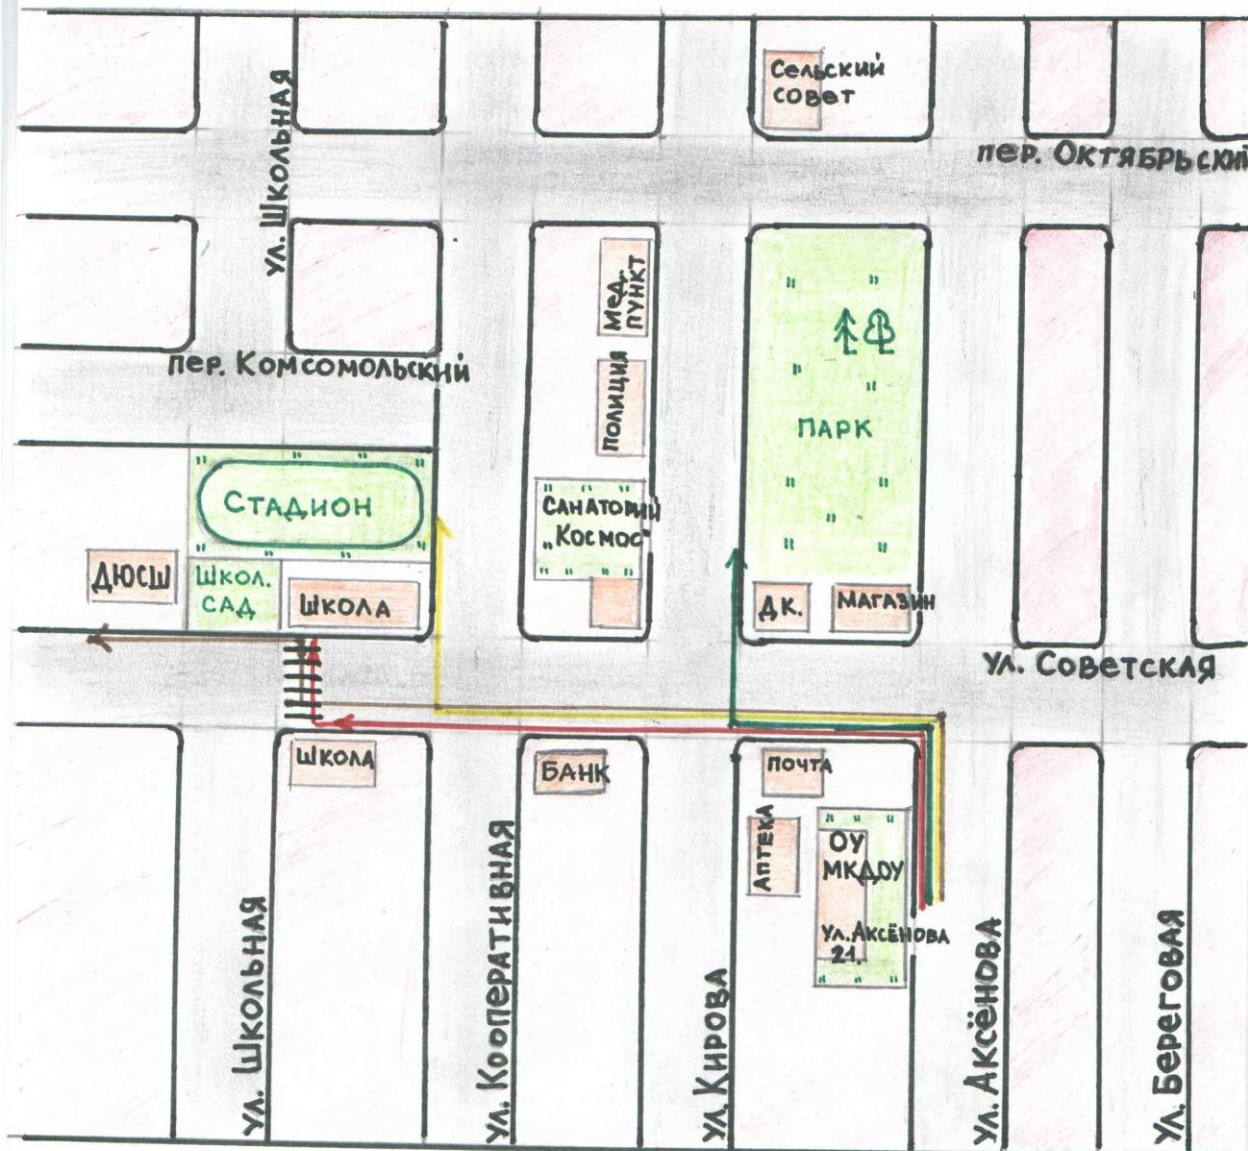 Сельский
совет
пер. Октябрьский
ул. Школьная
мед.
пункт
полиция
пер. Комсомольский
парк
Стадион
Санаторий
„Космос"
ДЮСШ
школ.
сад
школа
ДК.
магазин
ул. Советская
школа
банк
почта
аптека
ОУ
МКДОУ
ул. Аксёнова
21.
ул. Школьная
ул. Кооперативная
ул. Кирова
ул. Аксёнова
ул. Береговая